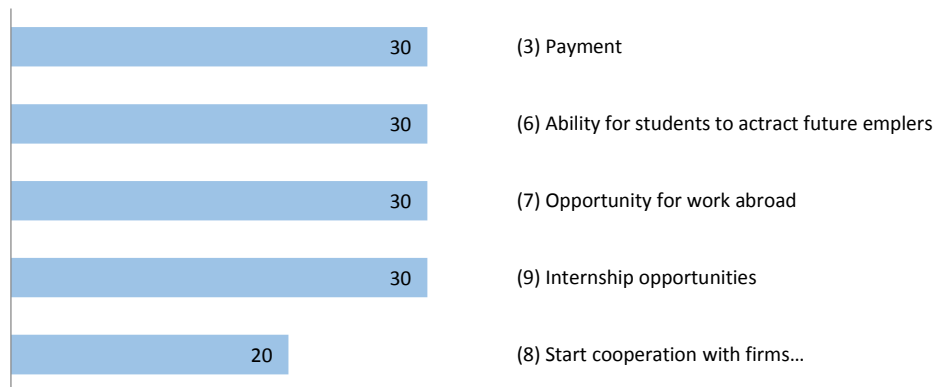 30 (3) Payment
30 (6) Ability for students to actract future emplers
30 (7) Opportunity for work abroad
30 (9) Internship opportunities
20 (8) Start cooperation with firms…